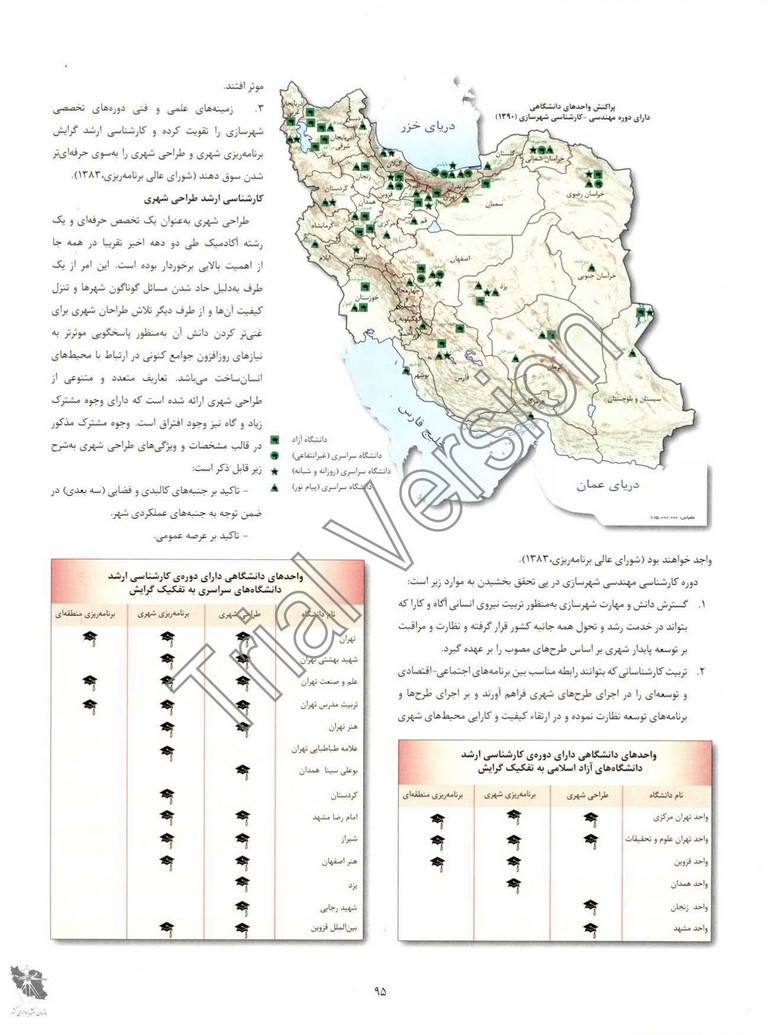 پراکنش واحدهای دانشگاهی
دارای دوره مهندسی -کارشناسی شهرسازی (۱۳۹۰)
دریای خزر
آذربایجان
شرقی
اردبیل
گیلان
زنجان
کردستان
قزوین
همدان
کرمانشاه
مرکزی
قم
ایلام
لرستان
گلستان
خراسان شمالی
خراسان رضوی
سمنان
اصفهان
یزد
خراسان جنوبی
خوزستان
کهگیلویه
فارس
بوشهر
کرمان
هرمزگان
سیستان و بلوچستان
خلیج فارس
دریای عمان
دانشگاه آزاد
دانشگاه سراسری (غیرانتفاعی)
دانشگاه سراسری (روزانه و شبانه)
دانشگاه سراسری (پیام نور)
واجد خواهند بود (شورای عالی برنامه‌ریزی،۱۳۸۳).
دوره کارشناسی مهندسی شهرسازی در پی تحقق بخشیدن به موارد زیر است:
۱. گسترش دانش و مهارت شهرسازی به‌منظور تربیت نیروی انسانی آگاه و کارا که
بتواند در خدمت رشد و تحول همه جانبه کشور قرار گرفته و نظارت و مراقبت
بر توسعه پایدار شهری بر اساس طرح‌های مصوب را بر عهده گیرد.
۲. تربیت کارشناسانی که بتوانند رابطه مناسب بین برنامه‌های اجتماعی-اقتصادی
و توسعه‌ای را در اجرای طرح‌های شهری فراهم آورند و بر اجرای طرح‌ها و
برنامه‌های توسعه نظارت نموده و در ارتقاء کیفیت و کارایی محیط‌های شهری
موثر افتند.
۳. زمینه‌های علمی و فنی دوره‌های تخصصی
شهرسازی را تقویت کرده و کارشناسی ارشد گرایش
برنامه‌ریزی شهری و طراحی شهری را به‌سوی حرفه‌ای‌تر
شدن سوق دهند (شورای عالی برنامه‌ریزی،۱۳۸۳).
کارشناسی ارشد طراحی شهری
طراحی شهری به‌عنوان یک تخصص حرفه‌ای و یک
رشته آکادمیک طی دو دهه اخیر تقریبا در همه جا
از اهمیت بالایی برخوردار بوده است. این امر از یک
طرف به‌دلیل حاد شدن مسائل گوناگون شهرها و تنزل
کیفیت آن‌ها و از طرف دیگر تلاش طراحان شهری برای
غنی‌تر کردن دانش آن به‌منظور پاسخگویی موثرتر به
نیازهای روزافزون جوامع کنونی در ارتباط با محیط‌های
انسان‌ساخت می‌باشد. تعاریف متعدد و متنوعی از
طراحی شهری ارائه شده است که دارای وجوه مشترک
زیاد و گاه نیز وجود افتراق است. وجوه مشترک مذکور
در قالب مشخصات و ویژگی‌های طراحی شهری به‌شرح
زیر قابل ذکر است:
- تاکید بر جنبه‌های کالبدی و فضایی (سه بعدی) در
ضمن توجه به جنبه‌های عملکردی شهر.
- تاکید بر عرصه عمومی.
واحدهای دانشگاهی دارای دوره‌ی کارشناسی ارشد
دانشگاه‌های آزاد اسلامی به تفکیک گرایش
نام دانشگاه طراحی شهری برنامه‌ریزی شهری برنامه‌ریزی منطقه‌ای
واحد تهران مرکزی
واحد تهران علوم و تحقیقات
واحد قزوین
واحد همدان
واحد زنجان
واحد مشهد
واحدهای دانشگاهی دارای دوره‌ی کارشناسی ارشد
دانشگاه‌های سراسری به تفکیک گرایش
نام دانشگاه طراحی شهری برنامه‌ریزی شهری برنامه‌ریزی منطقه‌ای
تهران
شهید بهشتی تهران
علم و صنعت تهران
تربیت مدرس تهران
هنر تهران
علامه طباطبایی تهران
بوعلی سینا همدان
کردستان
امام رضا مشهد
شیراز
هنر اصفهان
یزد
شهید رجایی
بین‌الملل قزوین
۹۵
Trial Version